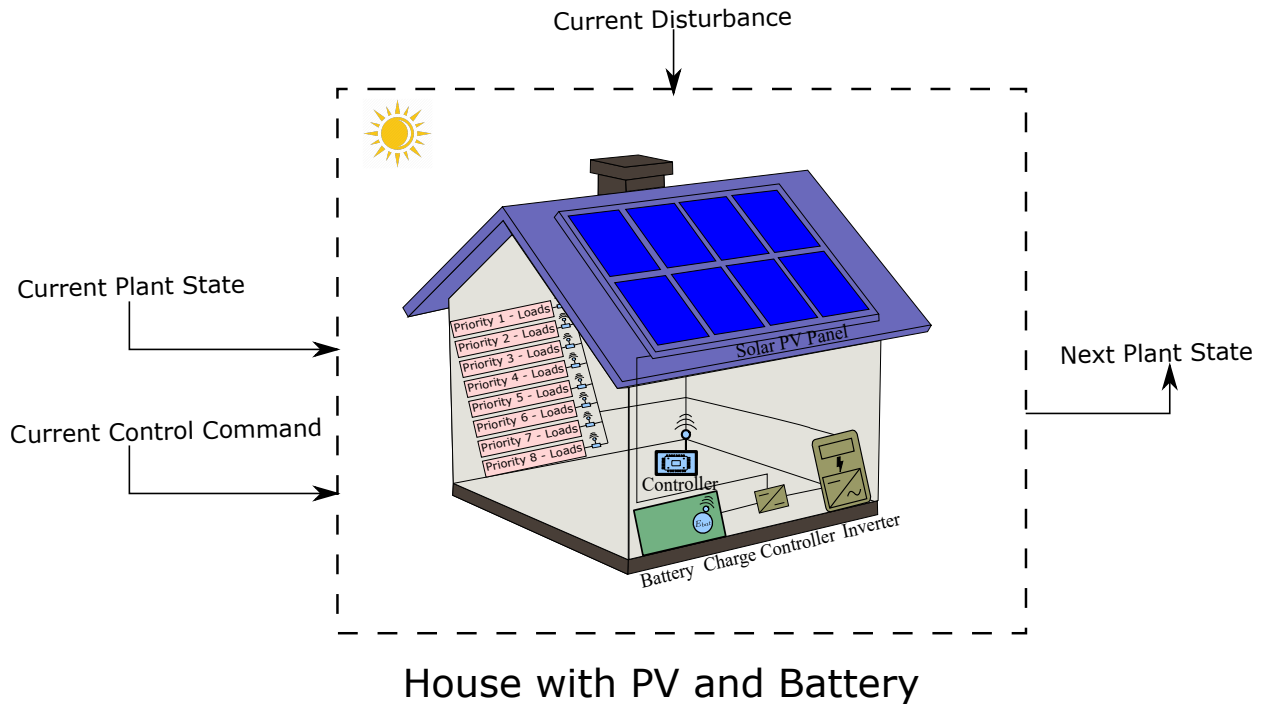 Current Disturbance
Current Plant State
Current Control Command
Next Plant State
Priority 1 - Loads
Priority 2 - Loads
Priority 3 - Loads
Priority 4 - Loads
Priority 5 - Loads
Priority 6 - Loads
Priority 7 - Loads
Priority 8 - Loads
Solar PV Panel
Controller
E_bat
Battery Charge Controller Inverter
House with PV and Battery